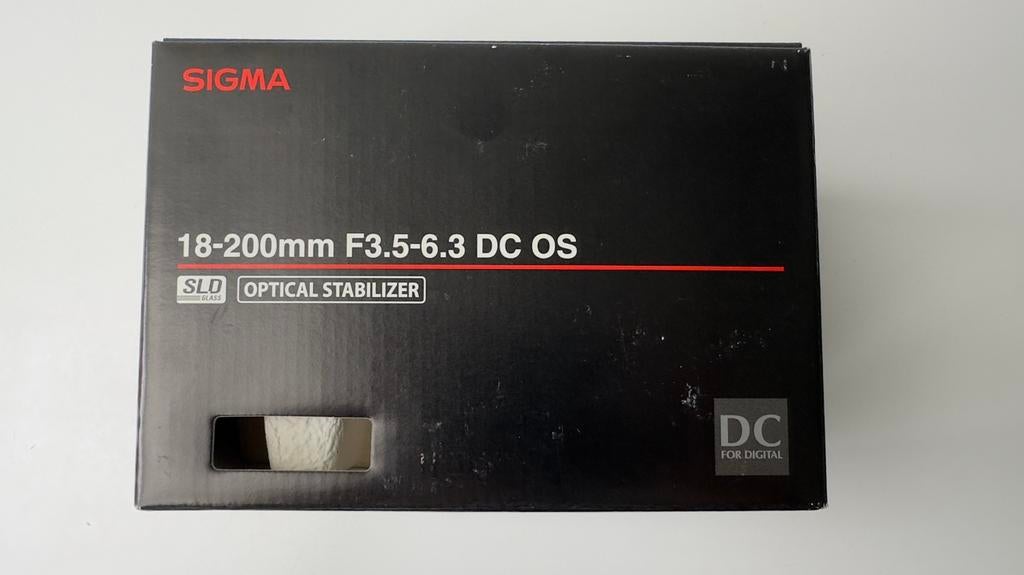 SIGMA
18-200mm F3.5-6.3 DC OS
SLD
GLASS
OPTICAL STABILIZER
DC
FOR DIGITAL